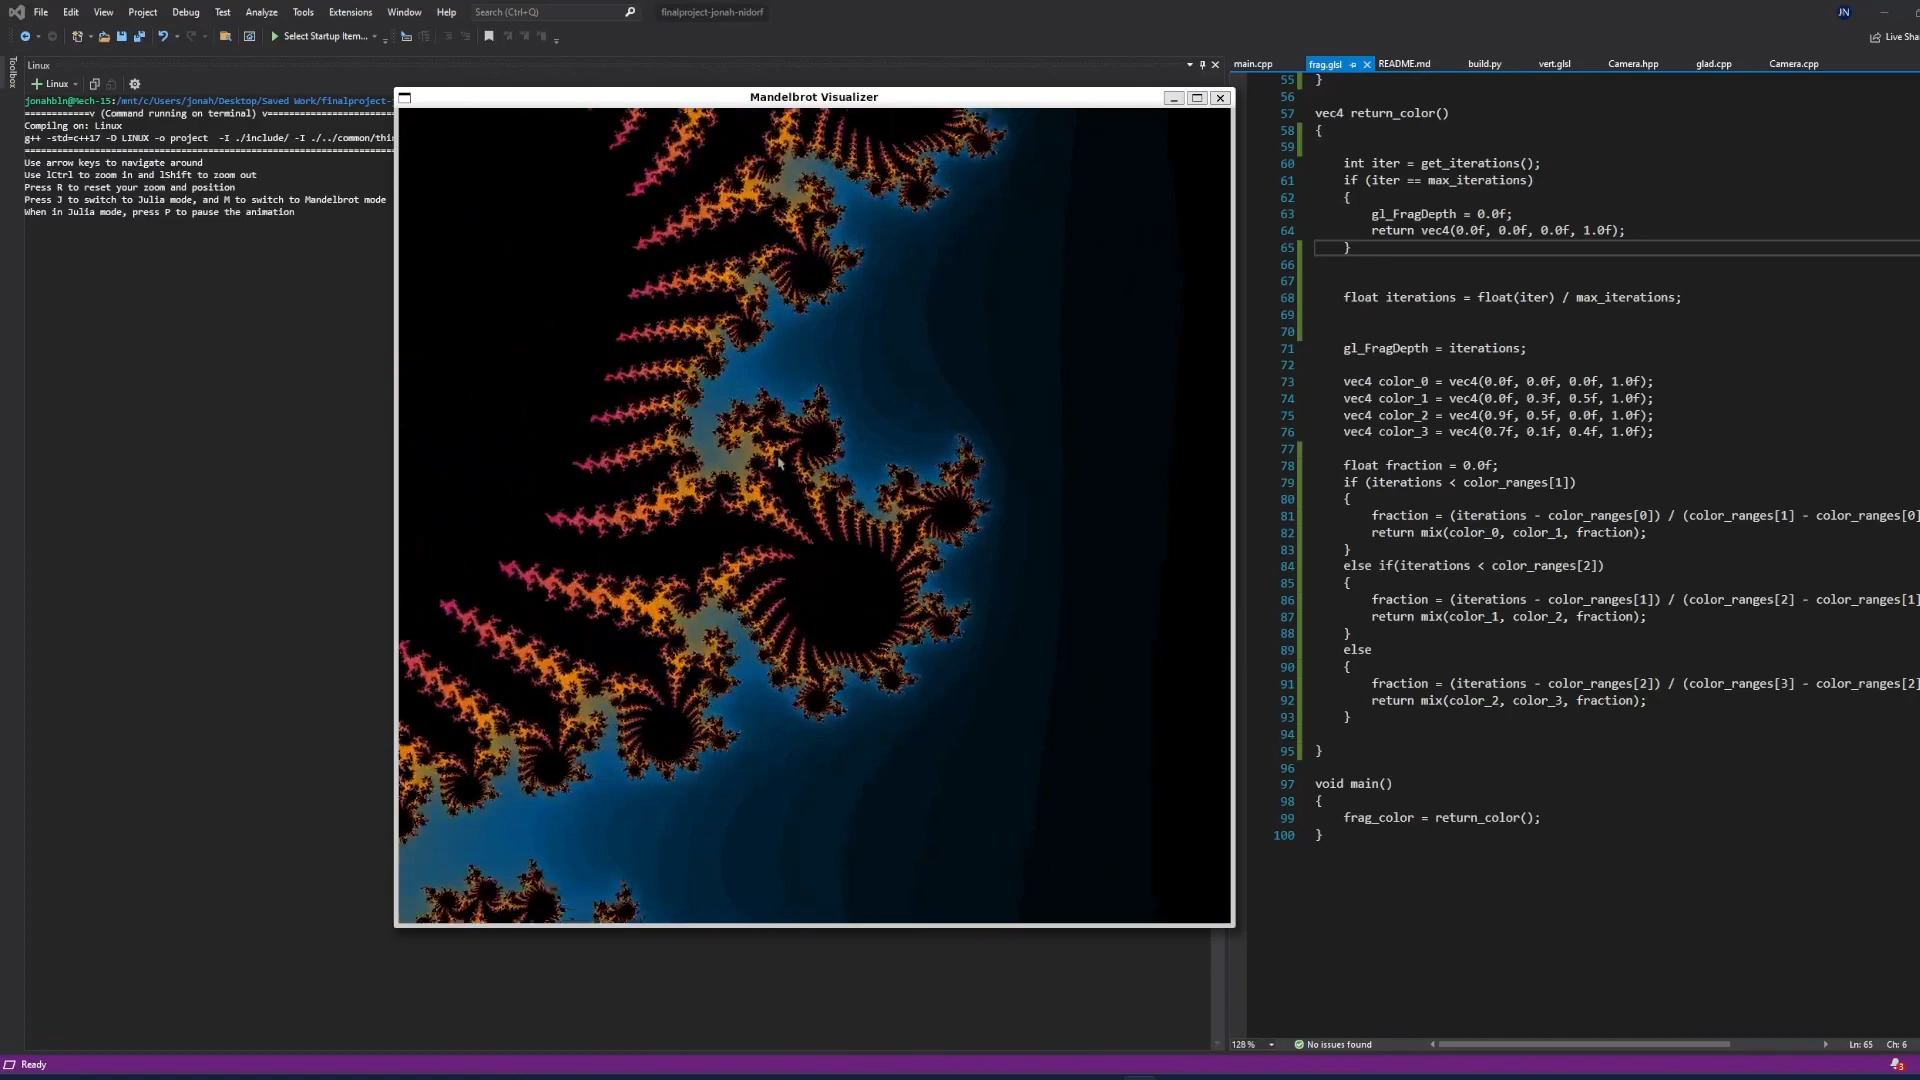 File Edit View Project Debug Test Analyze Tools Extensions Window Help Search (Ctrl+Q) finalproject-jonah-nidorf JN
Select Startup Item... Live Sha
Toolbox
Linux
Linux
jonahbln@Mech-15:/mnt/c/Users/jonah/Desktop/Saved Work/finalproject-
============v (Command running on terminal) v=============================
Compilng on: Linux
g++ -std=c++17 -D LINUX -o project -I ./include/ -I ./../common/thi
Use arrow keys to navigate around
Use lCtrl to zoom in and lShift to zoom out
Press R to reset your zoom and position
Press J to switch to Julia mode, and M to switch to Mandelbrot mode
When in Julia mode, press P to pause the animation
Mandelbrot Visualizer
main.cpp frag.glsl README.md build.py vert.glsl Camera.hpp glad.cpp Camera.cpp
55 }
56
57 vec4 return_color()
58 {
59
60 int iter = get_iterations();
61 if (iter == max_iterations)
62 {
63 gl_FragDepth = 0.0f;
64 return vec4(0.0f, 0.0f, 0.0f, 1.0f);
65 }
66
67
68 float iterations = float(iter) / max_iterations;
69
70
71 gl_FragDepth = iterations;
72
73 vec4 color_0 = vec4(0.0f, 0.0f, 0.0f, 1.0f);
74 vec4 color_1 = vec4(0.0f, 0.3f, 0.5f, 1.0f);
75 vec4 color_2 = vec4(0.9f, 0.5f, 0.0f, 1.0f);
76 vec4 color_3 = vec4(0.7f, 0.1f, 0.4f, 1.0f);
77
78 float fraction = 0.0f;
79 if (iterations < color_ranges[1])
80 {
81 fraction = (iterations - color_ranges[0]) / (color_ranges[1] - color_ranges[0]
82 return mix(color_0, color_1, fraction);
83 }
84 else if(iterations < color_ranges[2])
85 {
86 fraction = (iterations - color_ranges[1]) / (color_ranges[2] - color_ranges[1]
87 return mix(color_1, color_2, fraction);
88 }
89 else
90 {
91 fraction = (iterations - color_ranges[2]) / (color_ranges[3] - color_ranges[2]
92 return mix(color_2, color_3, fraction);
93 }
94
95 }
96
97 void main()
98 {
99 frag_color = return_color();
100 }
128 % No issues found Ln: 65 Ch: 6
Ready 3